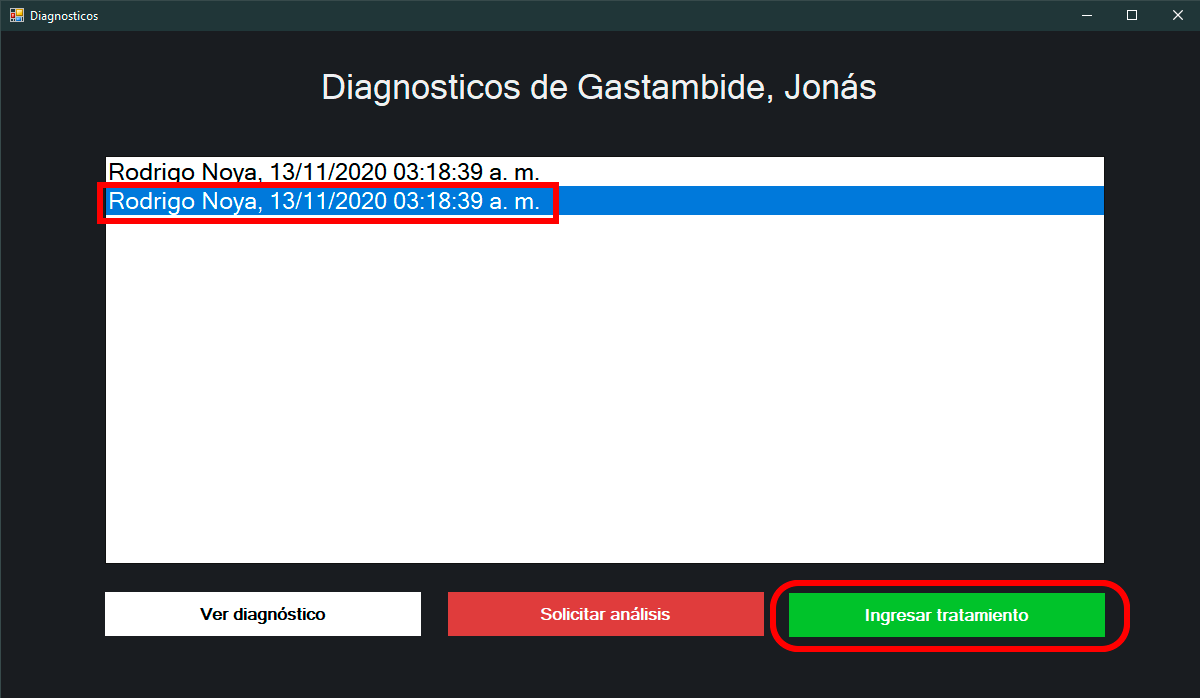 Diagnosticos
Diagnosticos de Gastambide, Jonás
Rodrigo Noya, 13/11/2020 03:18:39 a. m.
Rodrigo Noya, 13/11/2020 03:18:39 a. m.
Ver diagnóstico
Solicitar análisis
Ingresar tratamiento